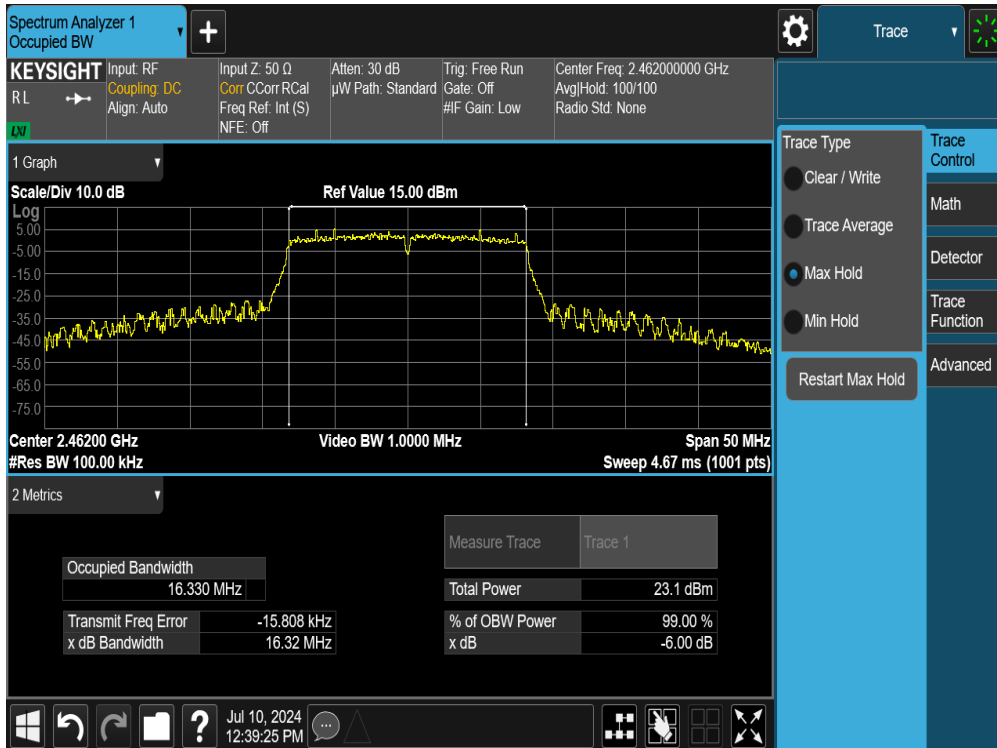 Spectrum Analyzer 1
Occupied BW
+
Trace
KEYSIGHT
R L
LXI
Input: RF
Coupling: DC
Align: Auto
Input Z: 50 Ω
Corr CCorr RCal
Freq Ref: Int (S)
NFE: Off
Atten: 30 dB
µW Path: Standard
Trig: Free Run
Gate: Off
#IF Gain: Low
Center Freq: 2.462000000 GHz
Avg|Hold: 100/100
Radio Std: None
1 Graph
Scale/Div 10.0 dB
Ref Value 15.00 dBm
Log
5.00
-5.00
-15.0
-25.0
-35.0
-45.0
-55.0
-65.0
-75.0
Center 2.46200 GHz
Video BW 1.0000 MHz
Span 50 MHz
#Res BW 100.00 kHz
Sweep 4.67 ms (1001 pts)
2 Metrics
Measure Trace Trace 1
Occupied Bandwidth
16.330 MHz
Total Power 23.1 dBm
Transmit Freq Error -15.808 kHz
% of OBW Power 99.00 %
x dB Bandwidth 16.32 MHz
x dB -6.00 dB
Trace Type
Clear / Write
Trace Average
Max Hold
Min Hold
Restart Max Hold
Trace
Control
Math
Detector
Trace
Function
Advanced
?
Jul 10, 2024
12:39:25 PM